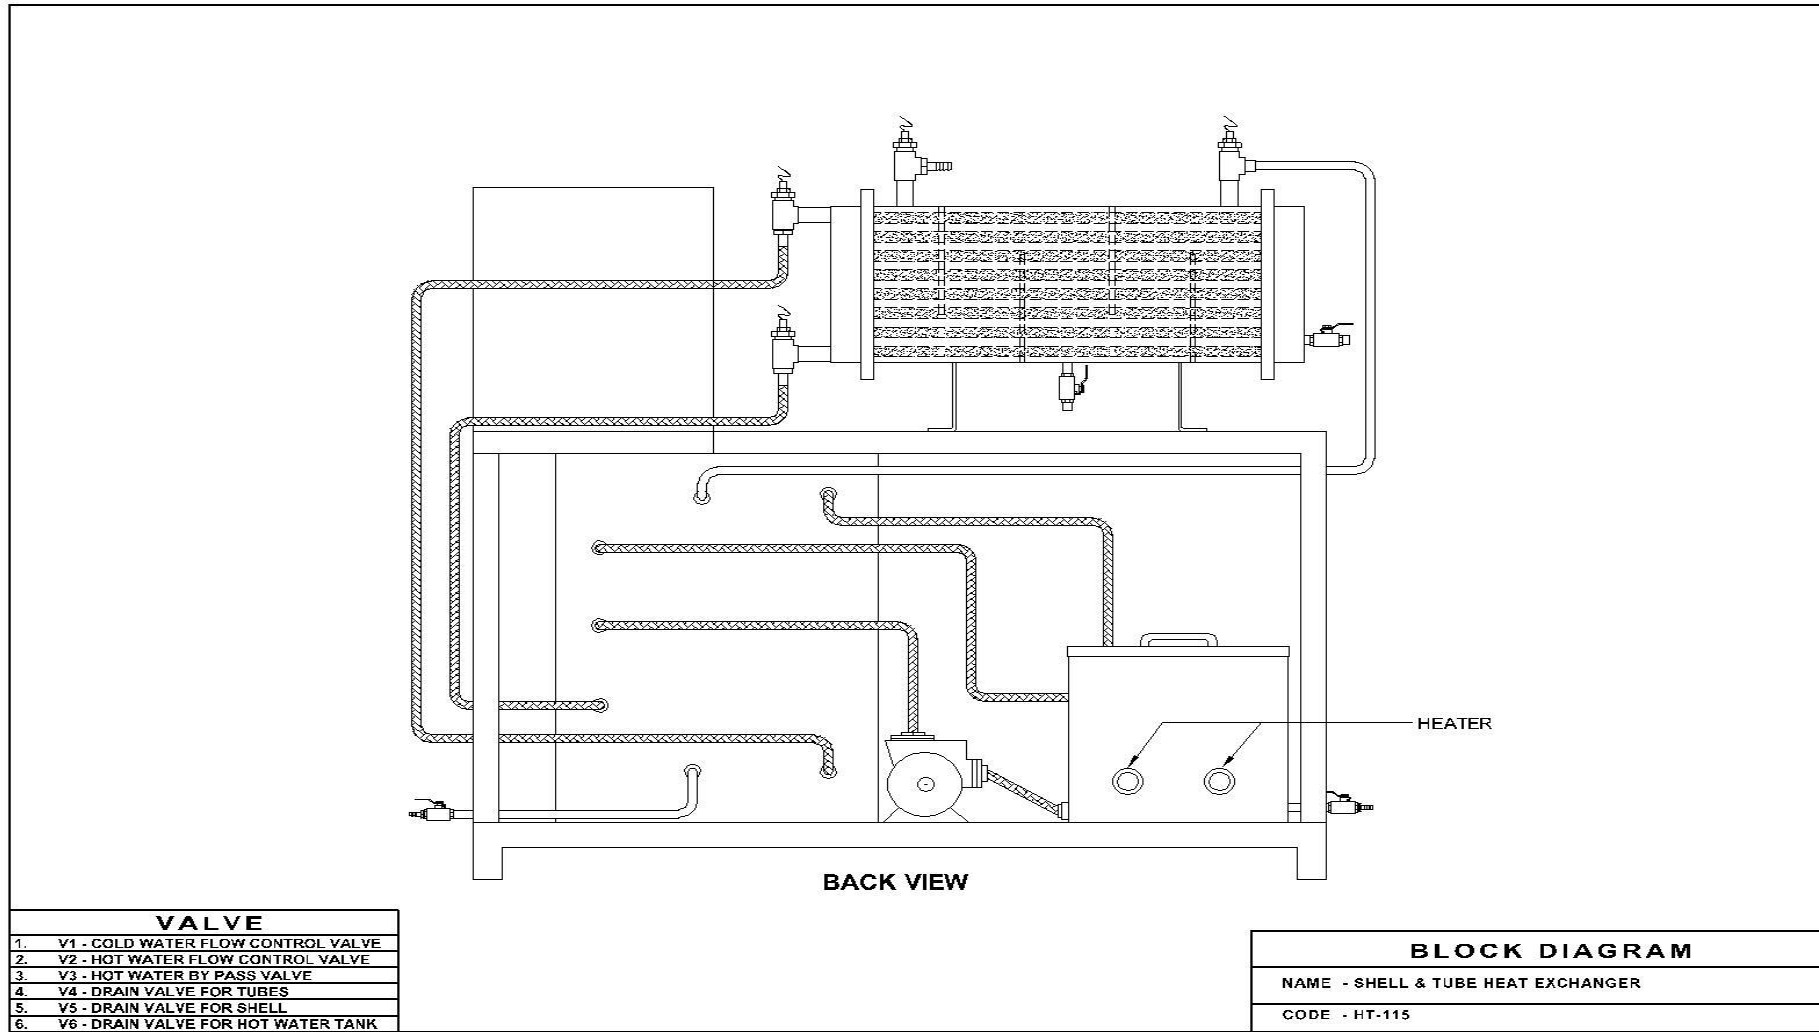 HEATER
BACK VIEW
VALVE
1. V1 - COLD WATER FLOW CONTROL VALVE
2. V2 - HOT WATER FLOW CONTROL VALVE
3. V3 - HOT WATER BY PASS VALVE
4. V4 - DRAIN VALVE FOR TUBES
5. V5 - DRAIN VALVE FOR SHELL
6. V6 - DRAIN VALVE FOR HOT WATER TANK
BLOCK DIAGRAM
NAME - SHELL & TUBE HEAT EXCHANGER
CODE - HT-115